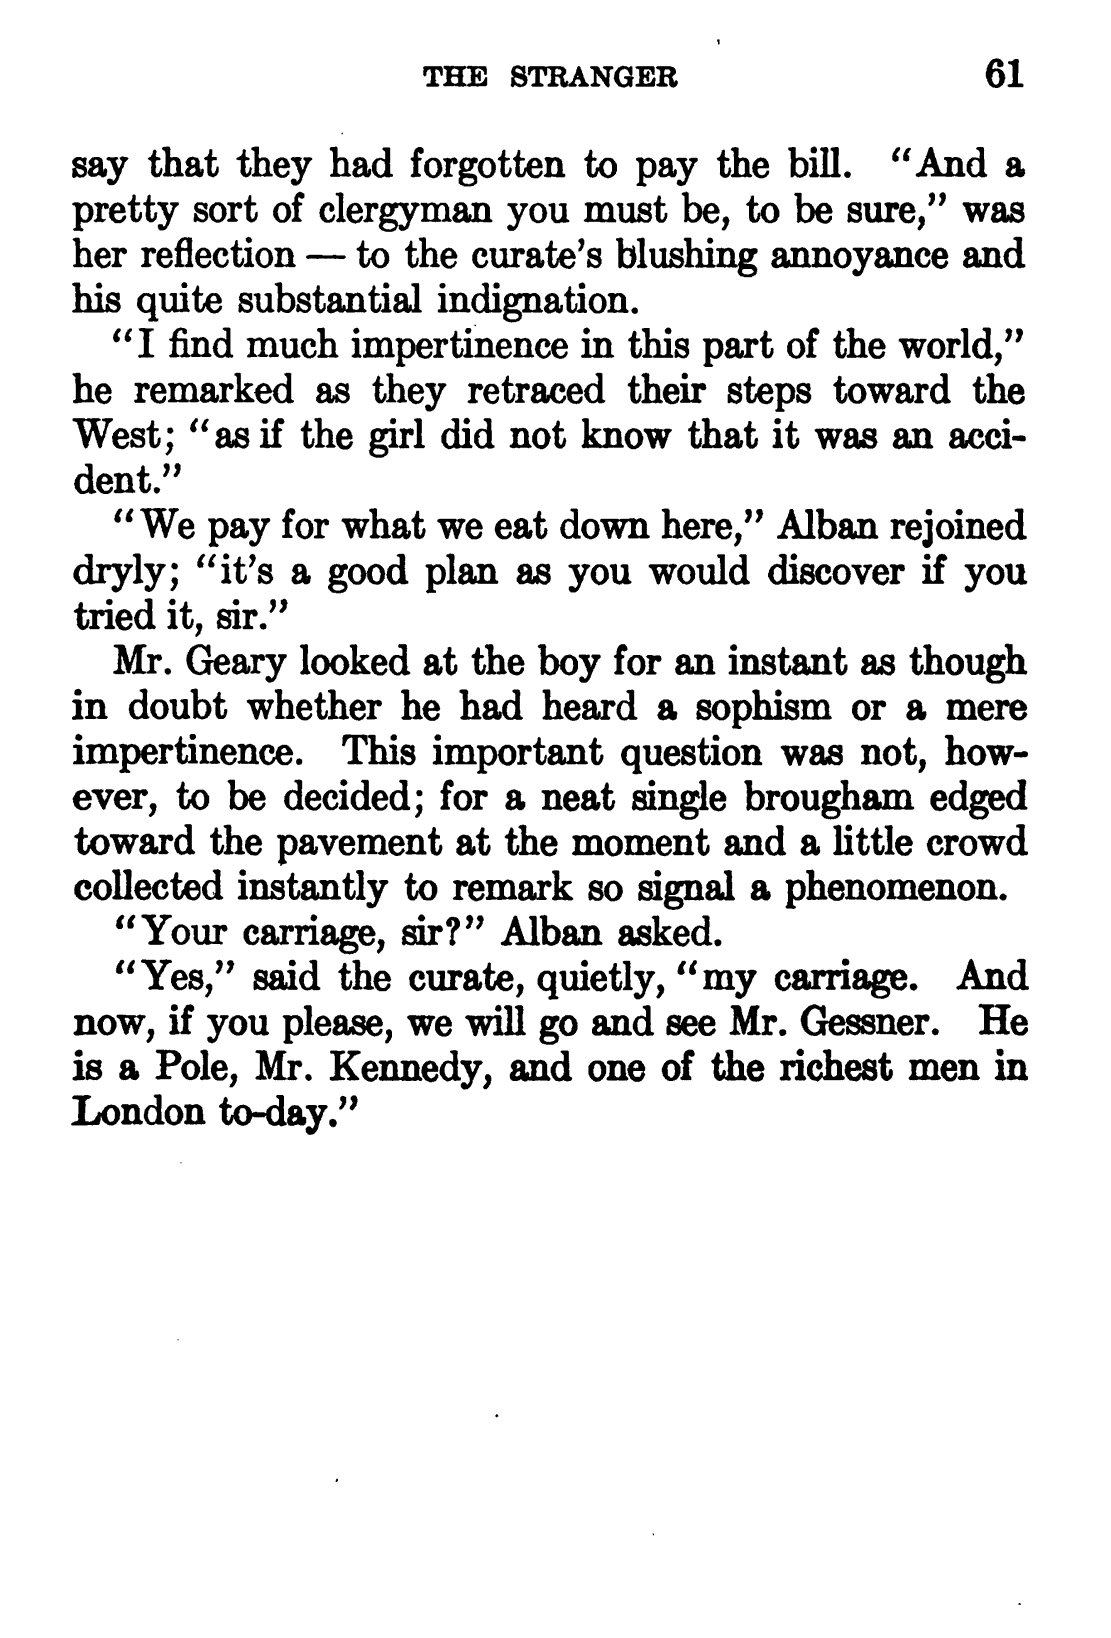 THE STRANGER 61
say that they had forgotten to pay the bill. “And a
pretty sort of clergyman you must be, to be sure,” was
her reflection — to the curate’s blushing annoyance and
his quite substantial indignation.
“I find much impertinence in this part of the world,”
he remarked as they retraced their steps toward the
West; “as if the girl did not know that it was an acci-
dent.”
“We pay for what we eat down here,” Alban rejoined
dryly; “it’s a good plan as you would discover if you
tried it, sir.”
Mr. Geary looked at the boy for an instant as though
in doubt whether he had heard a sophism or a mere
impertinence. This important question was not, how-
ever, to be decided; for a neat single brougham edged
toward the pavement at the moment and a little crowd
collected instantly to remark so signal a phenomenon.
“Your carriage, sir?” Alban asked.
“Yes,” said the curate, quietly, “my carriage. And
now, if you please, we will go and see Mr. Gessner. He
is a Pole, Mr. Kennedy, and one of the richest men in
London to-day.”